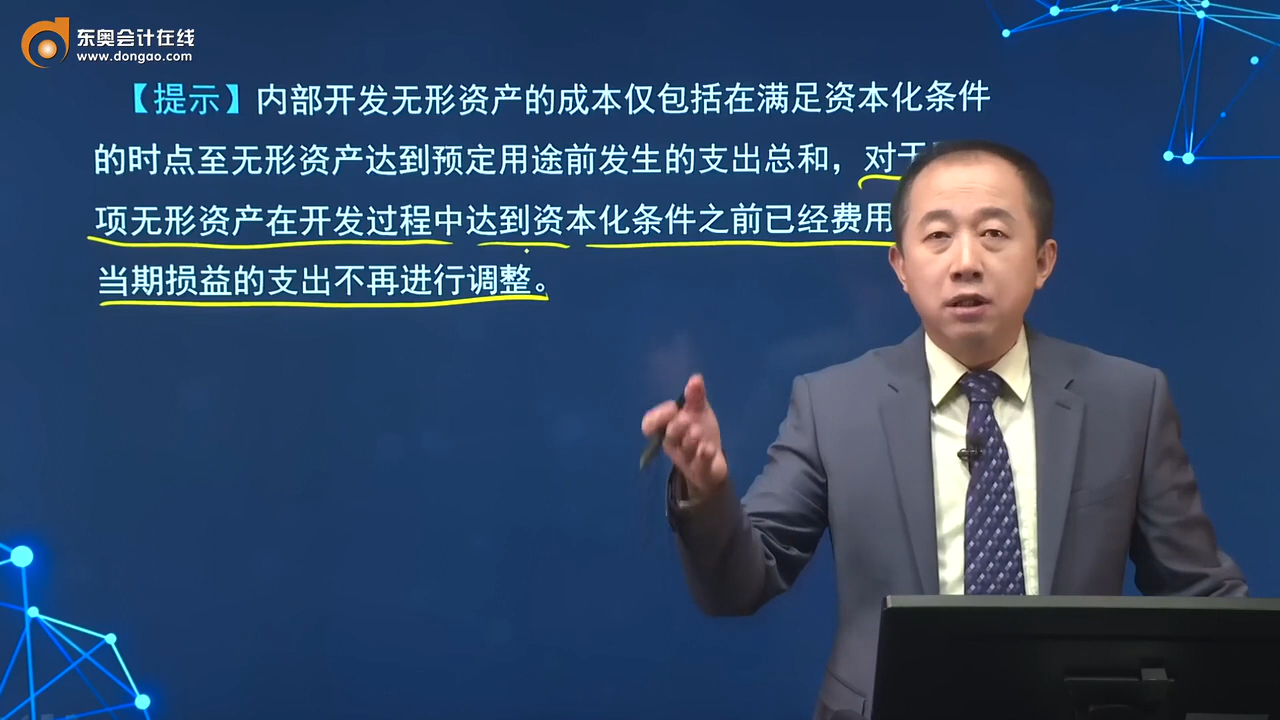 东奥会计在线
www.dongao.com
【提示】内部开发无形资产的成本仅包括在满足资本化条件
的时点至无形资产达到预定用途前发生的支出总和，对于
项无形资产在开发过程中达到资本化条件之前已经费用
当期损益的支出不再进行调整。